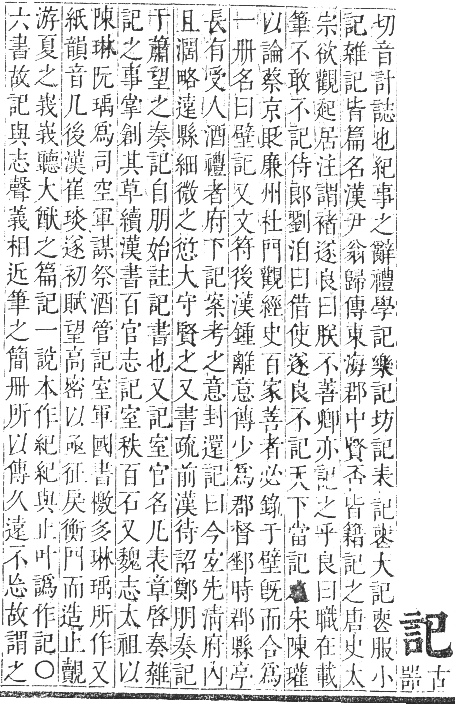 切音計誌也紀事之辭禮學記樂記坊記表記喪大記喪服小
記雜記皆篇名漢尹翁歸傳東海郡中賢否皆籍記之唐史太
宗欲觀起居注謂褚遂良曰朕不善卿亦記之乎良曰職在載
筆不敢不記侍郎劉洎曰借使遂良不記天下當記 宋陳瓘
以論蔡京貶廉州杜門觀經史百家善者必錄于壁旣而合爲
一册名曰壁記又文符後漢鍾離意傳少爲郡督郵時郡縣亭
長有受人酒禮者府下記案考之意封還記曰今宜先淸府內
且濶略遠縣細微之愆大守賢之又書疏前漢待詔鄭朋奏記
于蕭望之奏記自朋始註記書也又記室官名凡表章啓奏雜
記之事掌創其草續漢書百官志記室秩百石又魏志太祖以
陳琳阮瑀爲司空軍謀祭酒管記室軍國書檄多琳瑀所作又
紙韻音几後漢崔琰遂初賦望高密以亟征戾衡門而造止覿
游夏之峩峩聽大猷之篇記一說本作紀紀與止叶譌作記〇
六書故記與志聲義相近筆之簡册所以傳久遠不忘故謂之
記
古